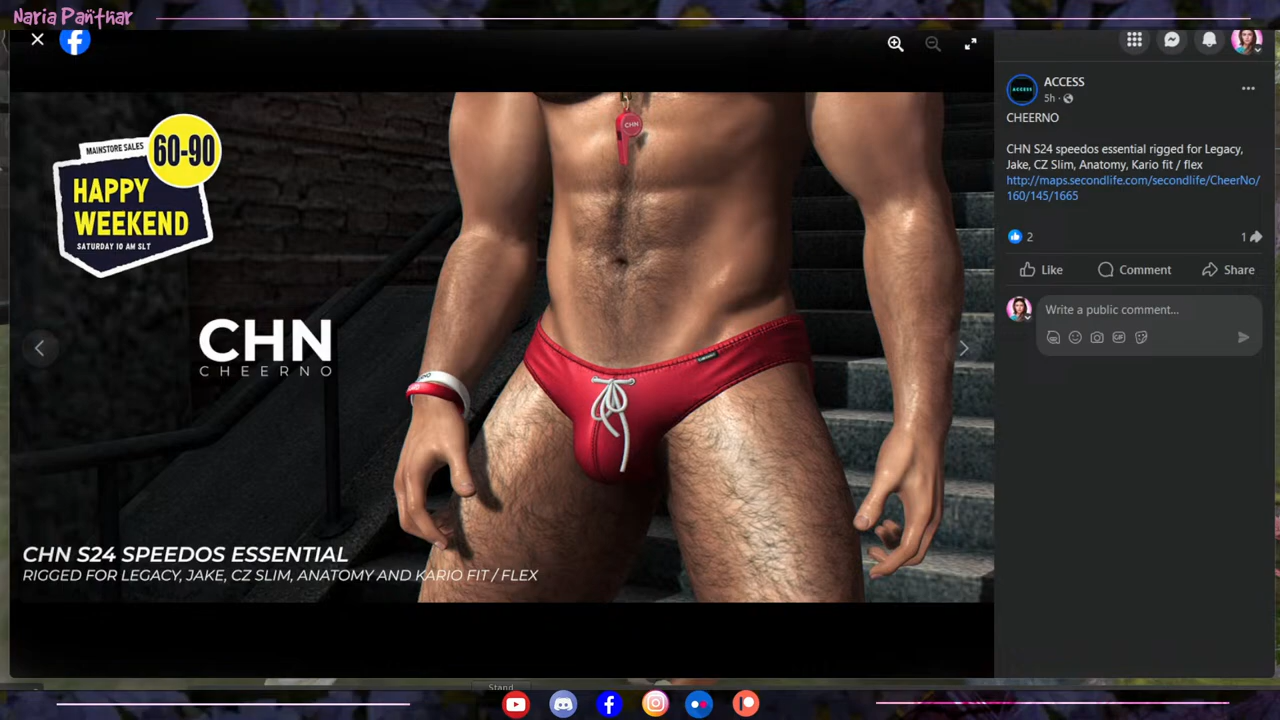 Naria Panthar
ACCESS
5h
CHEERNO
CHN S24 speedos essential rigged for Legacy,
Jake, CZ Slim, Anatomy, Kario fit / flex
http://maps.secondlife.com/secondlife/CheerNo/
160/145/1665
2
1
Like
Comment
Share
Write a public comment...
GIF
MAINSTORE SALES
60-90
HAPPY
WEEKEND
SATURDAY 10 AM SLT
CHN
CHN
CHEERNO
CHN S24 SPEEDOS ESSENTIAL
RIGGED FOR LEGACY, JAKE, CZ SLIM, ANATOMY AND KARIO FIT / FLEX
Stand